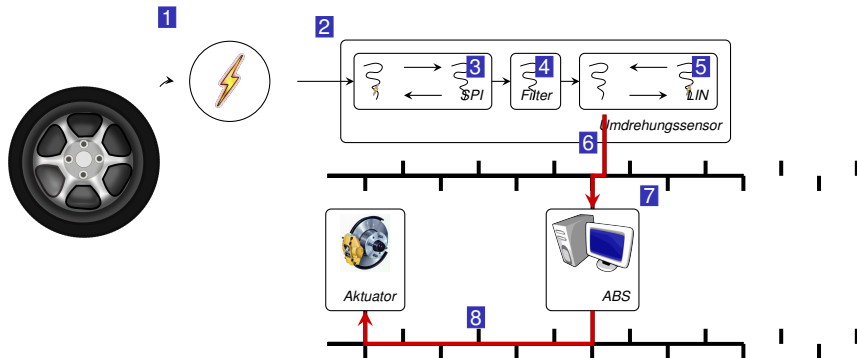 1
2
3
4
5
SPI
Filter
LIN
Umdrehungssensor
6
7
Aktuator
ABS
8